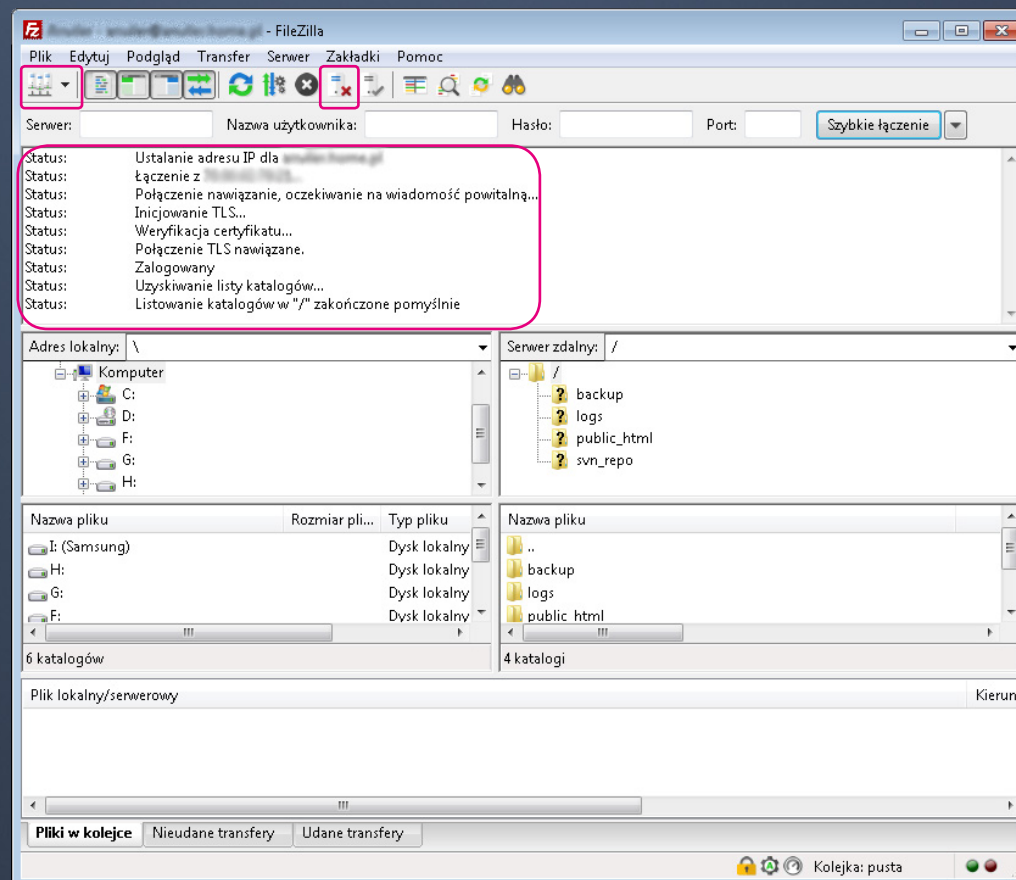 - FileZilla
Plik Edytuj Podgląd Transfer Serwer Zakładki Pomoc
Serwer: Nazwa użytkownika: Hasło: Port: Szybkie łączenie
Status: Ustalanie adresu IP dla
Status: Łączenie z
Status: Połączenie nawiązanie, oczekiwanie na wiadomość powitalną...
Status: Inicjowanie TLS...
Status: Weryfikacja certyfikatu...
Status: Połączenie TLS nawiązane.
Status: Zalogowany
Status: Uzyskiwanie listy katalogów...
Status: Listowanie katalogów w "/" zakończone pomyślnie
Adres lokalny: \
Komputer
C:
D:
F:
G:
H:
Serwer zdalny: /
/
backup
logs
public_html
svn_repo
Nazwa pliku Rozmiar pli... Typ pliku
I: (Samsung) Dysk lokalny
H: Dysk lokalny
G: Dysk lokalny
F: Dysk lokalny
6 katalogów
Nazwa pliku
..
backup
logs
public_html
4 katalogi
Plik lokalny/serwerowy Kierun
Pliki w kolejce Nieudane transfery Udane transfery
Kolejka: pusta